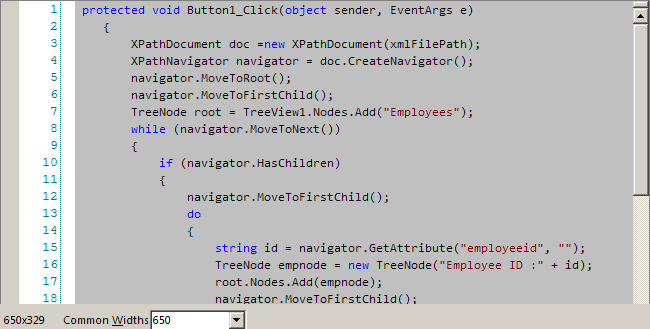 1 protected void Button1_Click(object sender, EventArgs e)
2 {
3 XPathDocument doc =new XPathDocument(xmlFilePath);
4 XPathNavigator navigator = doc.CreateNavigator();
5 navigator.MoveToRoot();
6 navigator.MoveToFirstChild();
7 TreeNode root = TreeView1.Nodes.Add("Employees");
8 while (navigator.MoveToNext())
9 {
10 if (navigator.HasChildren)
11 {
12 navigator.MoveToFirstChild();
13 do
14 {
15 string id = navigator.GetAttribute("employeeid", "");
16 TreeNode empnode = new TreeNode("Employee ID :" + id);
17 root.Nodes.Add(empnode);
18 navigator.MoveToFirstChild();
650x329 Common Widths 650